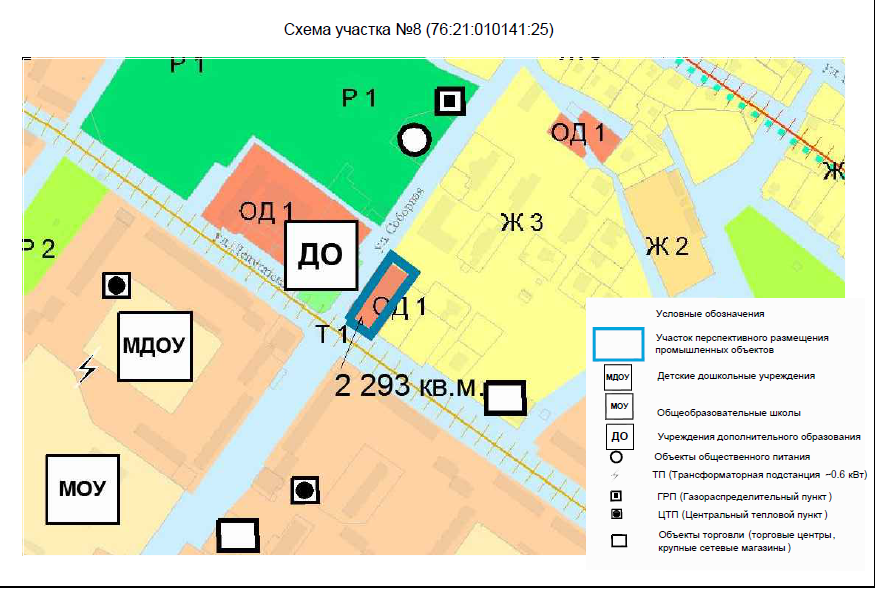 Схема участка №8 (76:21:010141:25)
Р 1
Р 1
ОД 1
Ж
ОД 1
ул. Соборная
Ж 3
Р 2
ДО
Ж 2
ОД 1
Т 1
МДОУ
2 293 кв.м.
МОУ
Условные обозначения
Участок перспективного размещения
промышленных объектов
МДОУ Детские дошкольные учреждения
МОУ Общеобразовательные школы
ДО Учреждения дополнительного образования
Объекты общественного питания
ТП (Трансформаторная подстанция ~0.6 кВт)
ГРП (Газораспределительный пункт )
ЦТП (Центральный тепловой пункт )
Объекты торговли (торговые центры,
крупные сетевые магазины )